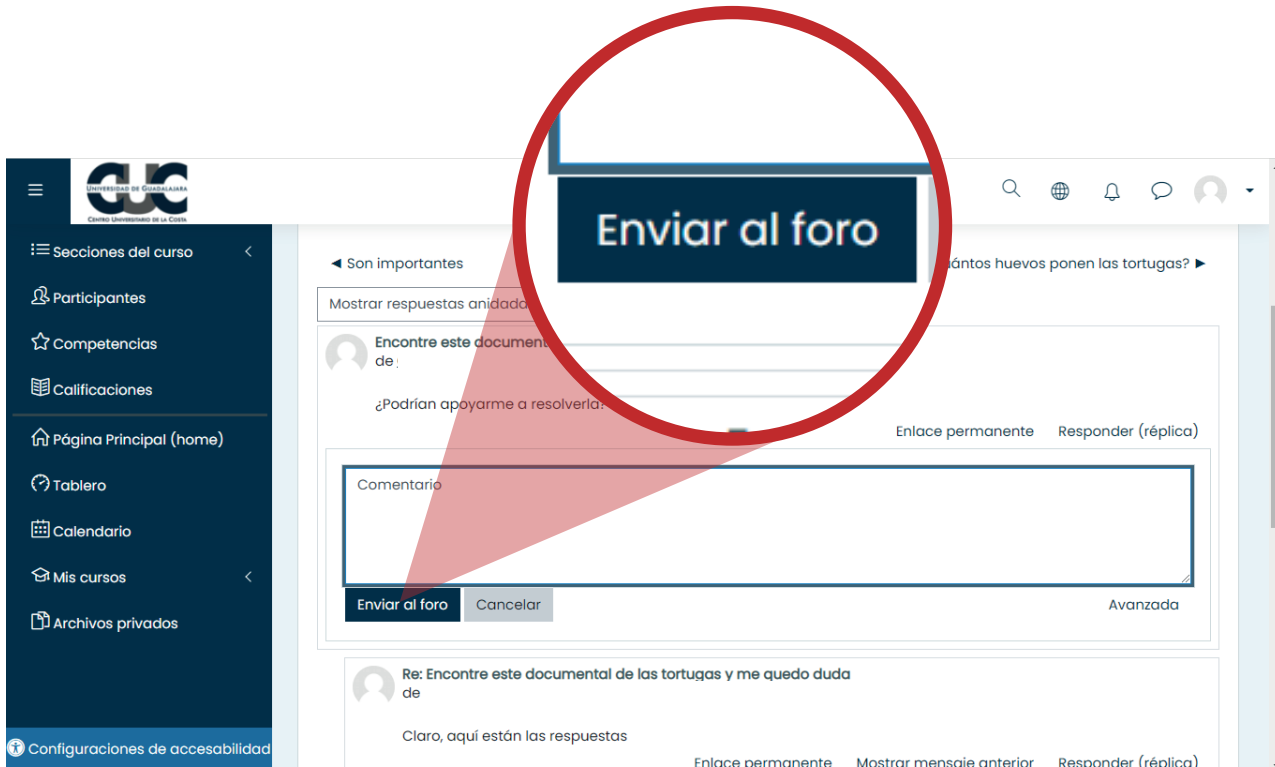 Enviar al foro
UNIVERSIDAD DE GUADALAJARA
CUC
CENTRO UNIVERSITARIO DE LA COSTA
Secciones del curso
Participantes
Competencias
Calificaciones
Página Principal (home)
Tablero
Calendario
Mis cursos
Archivos privados
Configuraciones de accesabilidad
◄ Son importantes
huevos ponen las tortugas? ►
Mostrar respuestas
Encontre este
de
¿Podrían apoyarme a resolverla?
Enlace permanente Responder (réplica)
Comentario
Enviar al foro Cancelar Avanzada
Re: Encontre este documental de las tortugas y me quedo duda
de
Claro, aquí están las respuestas
Enlace permanente Mostrar mensaje anterior Responder (réplica)